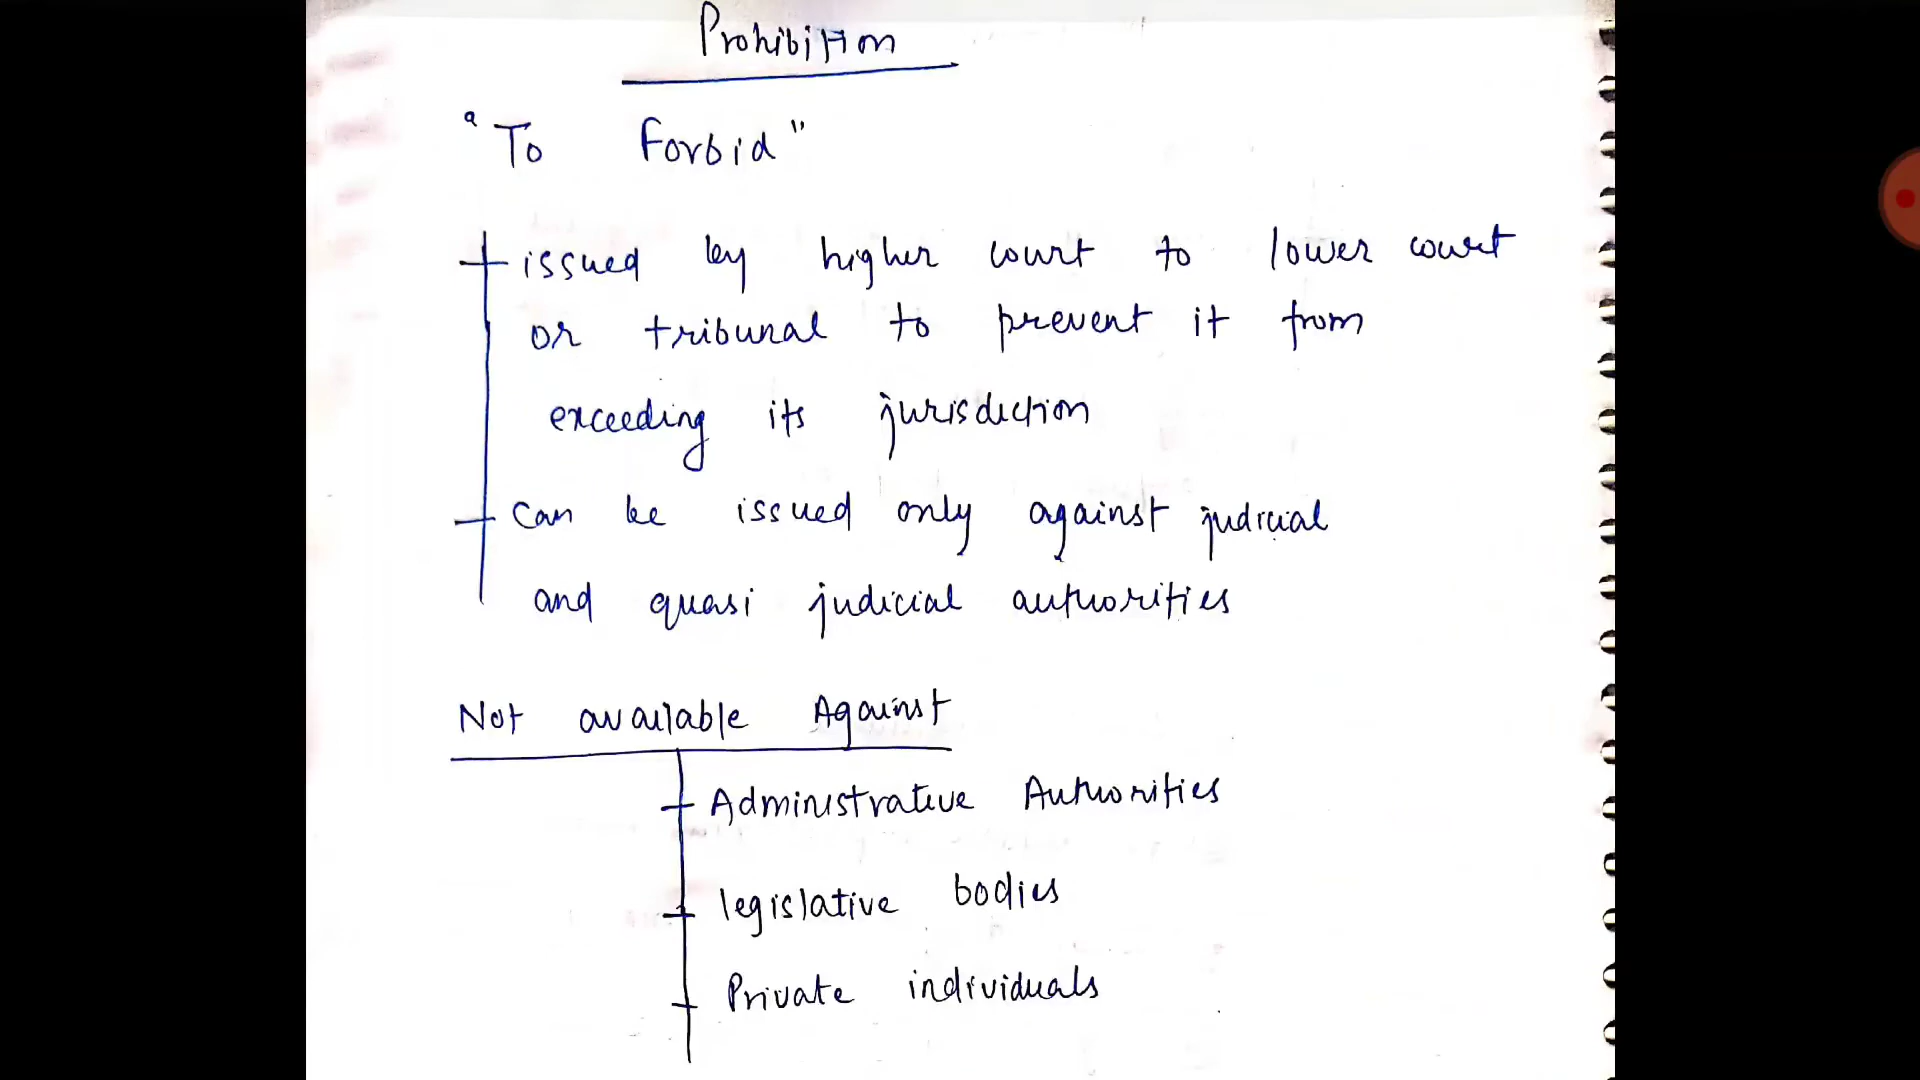 Prohibition
"To Forbid"
issued by higher court to lower court
or tribunal to prevent it from
exceeding its jurisdiction
can be issued only against judicial
and quasi judicial authorities
Not available Against
Administrative Authorities
legislative bodies
Private individuals